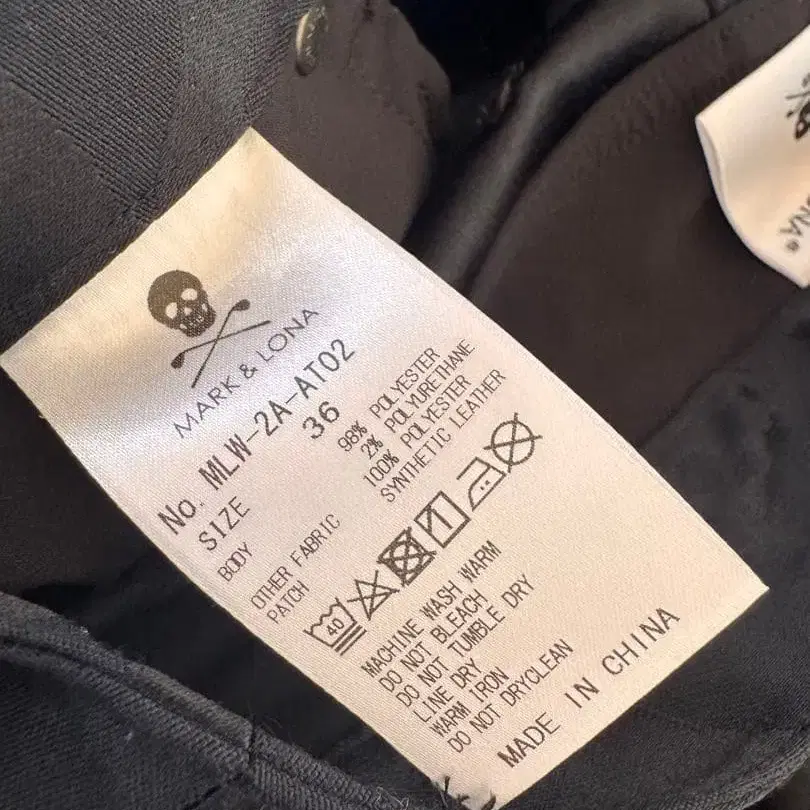 MARK & LONA
No. MLW-2A-AT02
SIZE 36
BODY 98% POLYESTER
2% POLYURETHANE
OTHER FABRIC 100% POLYESTER
PATCH SYNTHETIC LEATHER
40
MACHINE WASH WARM
DO NOT BLEACH
DO NOT TUMBLE DRY
LINE DRY
WARM IRON
DO NOT DRYCLEAN
MADE IN CHINA